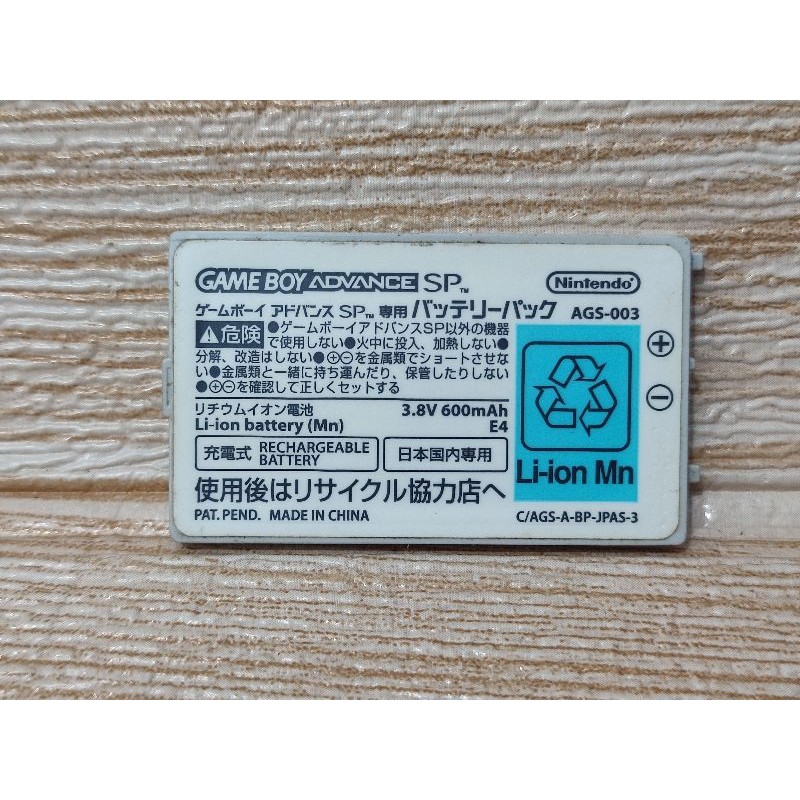 GAME BOY ADVANCE SP™ Nintendo
ゲームボーイ アドバンス SP™ 専用 バッテリーパック AGS-003
危険 ●ゲームボーイアドバンスSP以外の機器
で使用しない●火中に投入、加熱しない●
分解、改造はしない●⊕⊖を金属類でショートさせな
い●金属類と一緒に持ち運んだり、保管したりしない
●⊕⊖を確認して正しくセットする
リチウムイオン電池 3.8V 600mAh
Li-ion battery (Mn) E4
充電式 RECHARGEABLE
BATTERY
日本国内専用
使用後はリサイクル協力店へ
PAT. PEND. MADE IN CHINA
Li-ion Mn
C/AGS-A-BP-JPAS-3
⊕
⊖